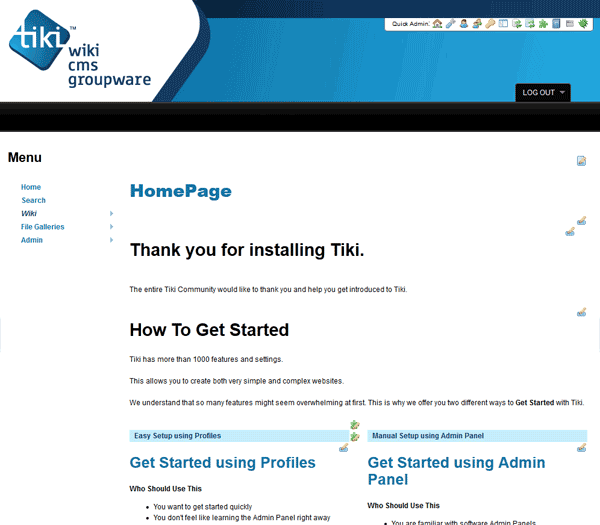 tiki™
wiki
cms
groupware
Quick Admin:
LOG OUT
Menu
Home
Search
Wiki
File Galleries
Admin
HomePage
Thank you for installing Tiki.
The entire Tiki Community would like to thank you and help you get introduced to Tiki.
How To Get Started
Tiki has more than 1000 features and settings.
This allows you to create both very simple and complex websites.
We understand that so many features might seem overwhelming at first. This is why we offer you two different ways to Get Started with Tiki.
Easy Setup using Profiles
Get Started using Profiles
Who Should Use This
• You want to get started quickly
• You don't feel like learning the Admin Panel right away
Manual Setup using Admin Panel
Get Started using Admin
Panel
Who Should Use This
• You are familiar with software Admin Panels